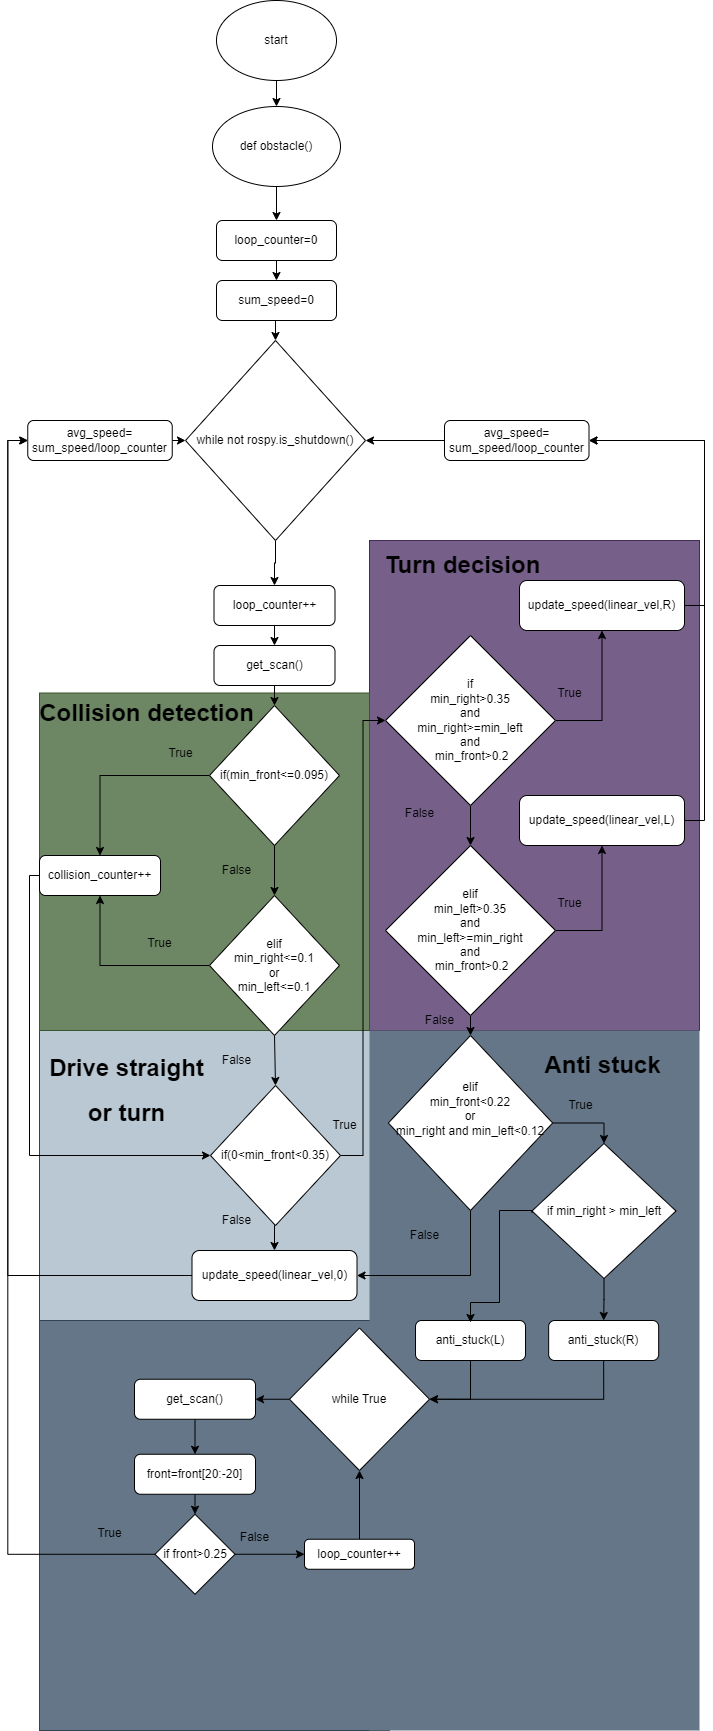 start
def obstacle()
loop_counter=0
sum_speed=0
while not rospy.is_shutdown()
avg_speed=
sum_speed/loop_counter
avg_speed=
sum_speed/loop_counter
loop_counter++
get_scan()
Collision detection
if(min_front<=0.095)
True
False
collision_counter++
elif
min_right<=0.1
or
min_left<=0.1
True
False
Drive straight
or turn
if(0<min_front<0.35)
True
False
update_speed(linear_vel,0)
Turn decision
update_speed(linear_vel,R)
if
min_right>0.35
and
min_right>=min_left
and
min_front>0.2
True
False
update_speed(linear_vel,L)
elif
min_left>0.35
and
min_left>=min_right
and
min_front>0.2
True
False
Anti stuck
elif
min_front<0.22
or
min_right and min_left<0.12
True
False
if min_right > min_left
anti_stuck(L)
anti_stuck(R)
while True
get_scan()
front=front[20:-20]
if front>0.25
True
False
loop_counter++